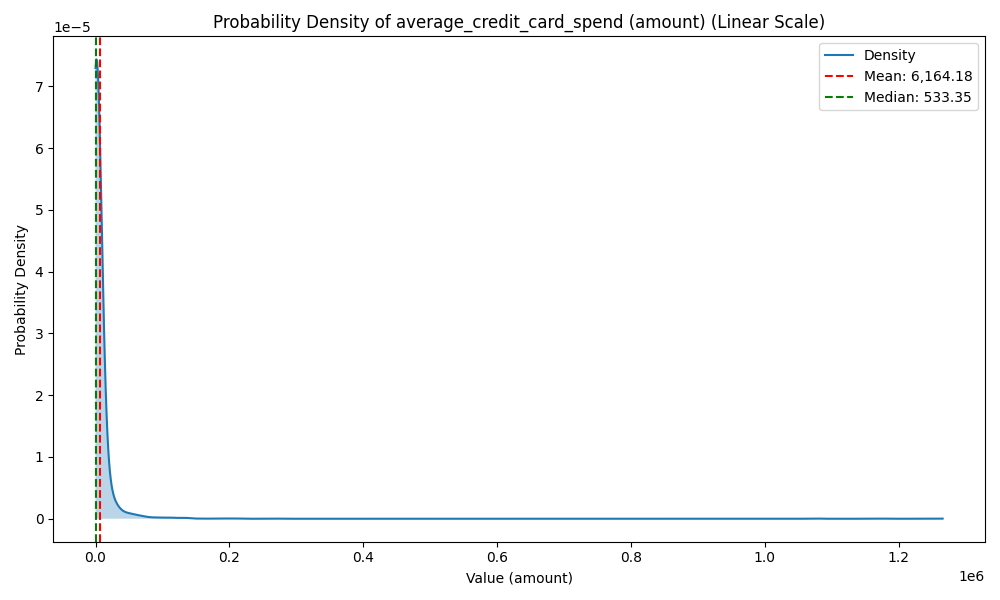 Probability Density of average_credit_card_spend (amount) (Linear Scale)
1e−5
Density
Mean: 6,164.18
Median: 533.35
7
6
5
4
3
2
1
0
Probability Density
0.0 0.2 0.4 0.6 0.8 1.0 1.2
1e6
Value (amount)